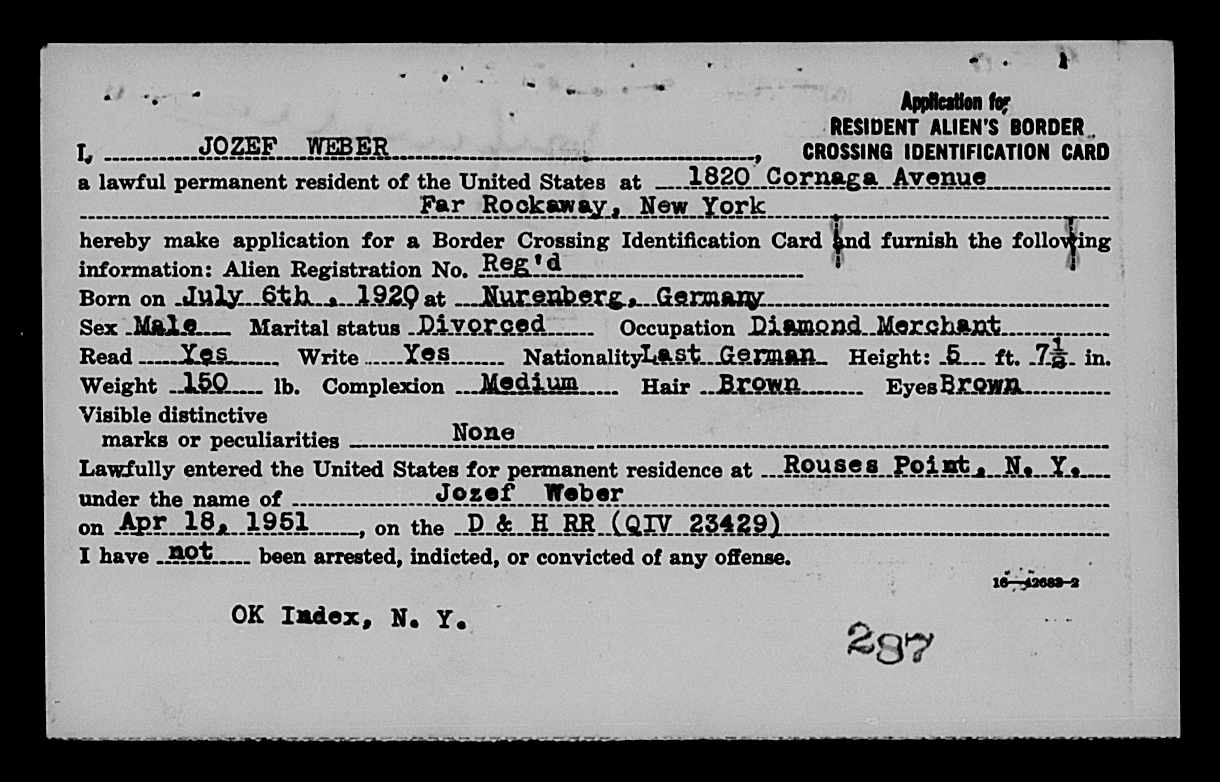 Application for
RESIDENT ALIEN'S BORDER
CROSSING IDENTIFICATION CARD
I, JOZEF WEBER,
a lawful permanent resident of the United States at 1820 Cornaga Avenue
Far Rockaway, New York
hereby make application for a Border Crossing Identification Card and furnish the following
information: Alien Registration No. Reg'd
Born on July 6th , 1920 at Nurenberg, Germany
Sex Male Marital status Divorced Occupation Diamond Merchant
Read Yes Write Yes Nationality Last German Height: 5 ft. 7½ in.
Weight 150 lb. Complexion Medium Hair Brown Eyes Brown
Visible distinctive
marks or peculiarities None
Lawfully entered the United States for permanent residence at Rouses Point, N. Y.
under the name of Jozef Weber
on Apr 18, 1951, on the D & H RR (QIV 23429)
I have not been arrested, indicted, or convicted of any offense.
16—42683-2
OK Index, N. Y.
287